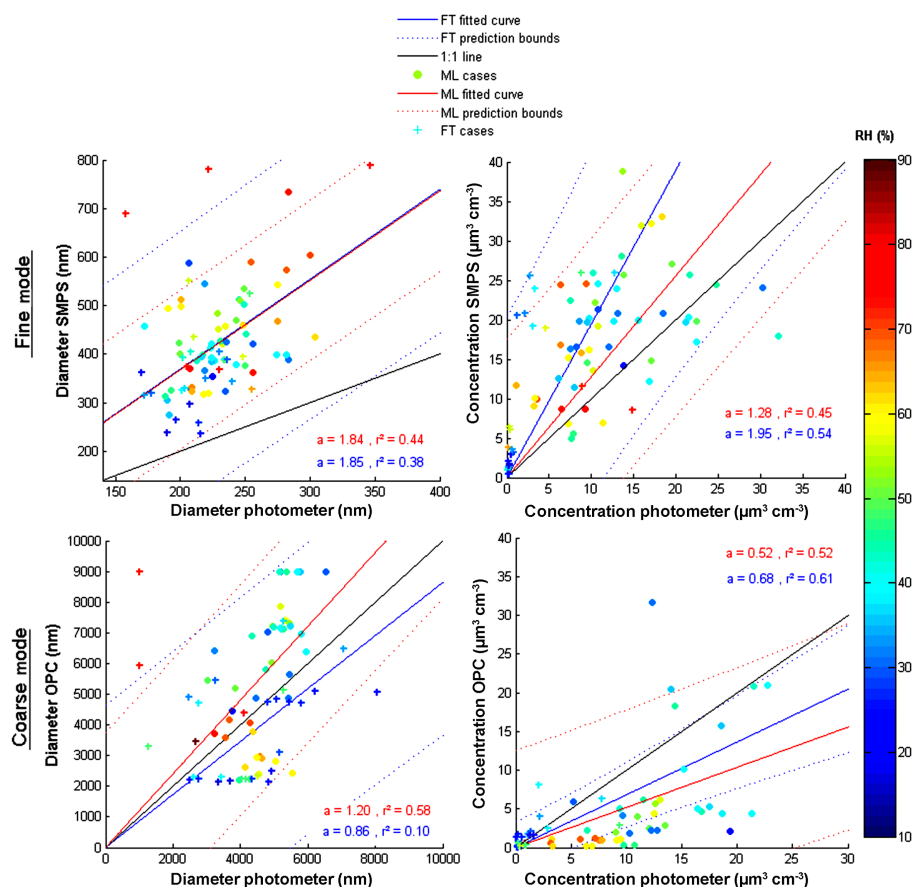 FT fitted curve
FT prediction bounds
1:1 line
ML cases
ML fitted curve
ML prediction bounds
FT cases
RH (%)
90
80
70
60
50
40
30
20
10
Fine mode
Diameter SMPS (nm)
800
700
600
500
400
300
200
a = 1.84 , r² = 0.44
a = 1.85 , r² = 0.38
150
200
250
300
350
400
Diameter photometer (nm)
Concentration SMPS (µm³ cm⁻³)
40
35
30
25
20
15
10
5
0
a = 1.28 , r² = 0.45
a = 1.95 , r² = 0.54
0
5
10
15
20
25
30
35
40
Concentration photometer (µm³ cm⁻³)
Coarse mode
Diameter OPC (nm)
10000
9000
8000
7000
6000
5000
4000
3000
2000
1000
0
a = 1.20 , r² = 0.58
a = 0.86 , r² = 0.10
0
2000
4000
6000
8000
10000
Diameter photometer (nm)
Concentration OPC (µm³ cm⁻³)
40
35
30
25
20
15
10
5
0
a = 0.52 , r² = 0.52
a = 0.68 , r² = 0.61
0
5
10
15
20
25
30
Concentration photometer (µm³ cm⁻³)